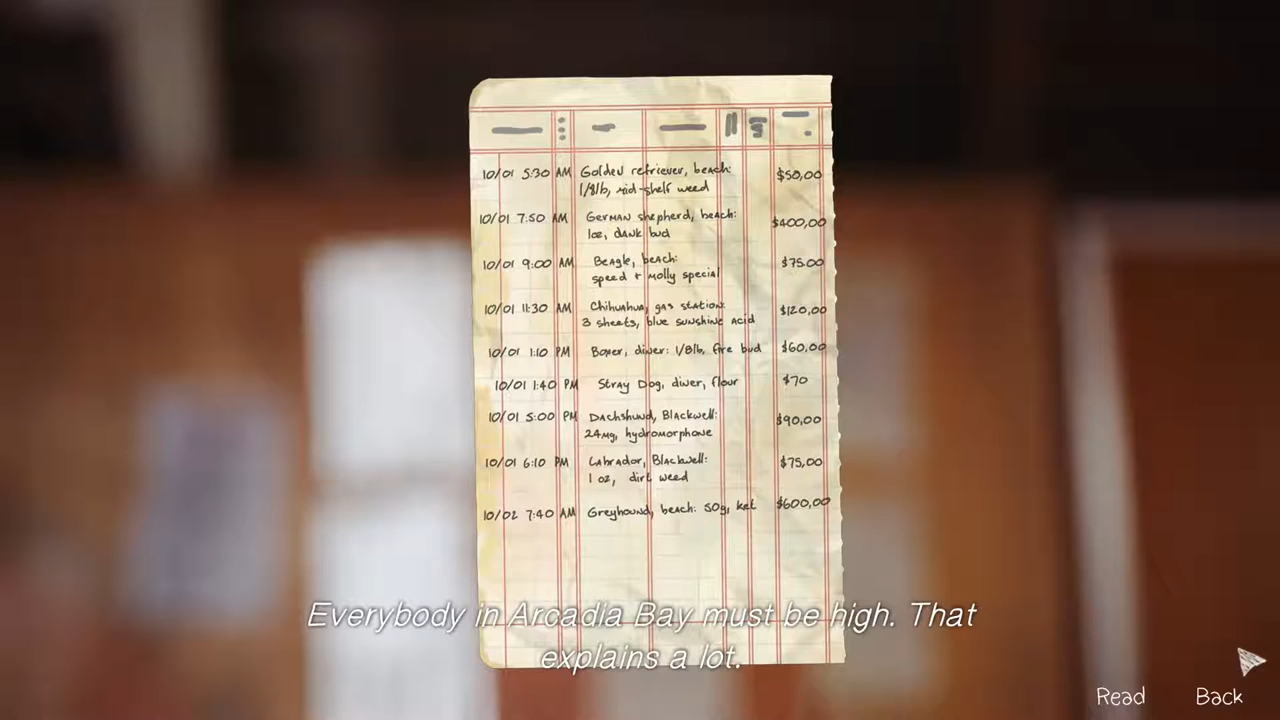 10/01 5:30 AM Golden retriever, beach: $50,00
1/8lb, mid-shelf weed
10/01 7:50 AM German shepherd, beach: $400,00
1oz, dank bud
10/01 9:00 AM Beagle, beach: $75.00
speed + molly special
10/01 11:30 AM Chihuahua, gas station: $120,00
3 sheets, blue sunshine acid
10/01 1:10 PM Boxer, diner: 1/8lb, fire bud $60,00
10/01 1:40 PM Stray Dog, diner, flour $70
10/01 5:00 PM Dachshund, Blackwell: $90,00
24mg, hydromorphone
10/01 6:10 PM Labrador, Blackwell: $75,00
1 oz, dirt weed
10/02 7:40 AM Greyhound, beach: 50g, ket $600,00
Everybody in Arcadia Bay must be high. That
explains a lot.
Read Back